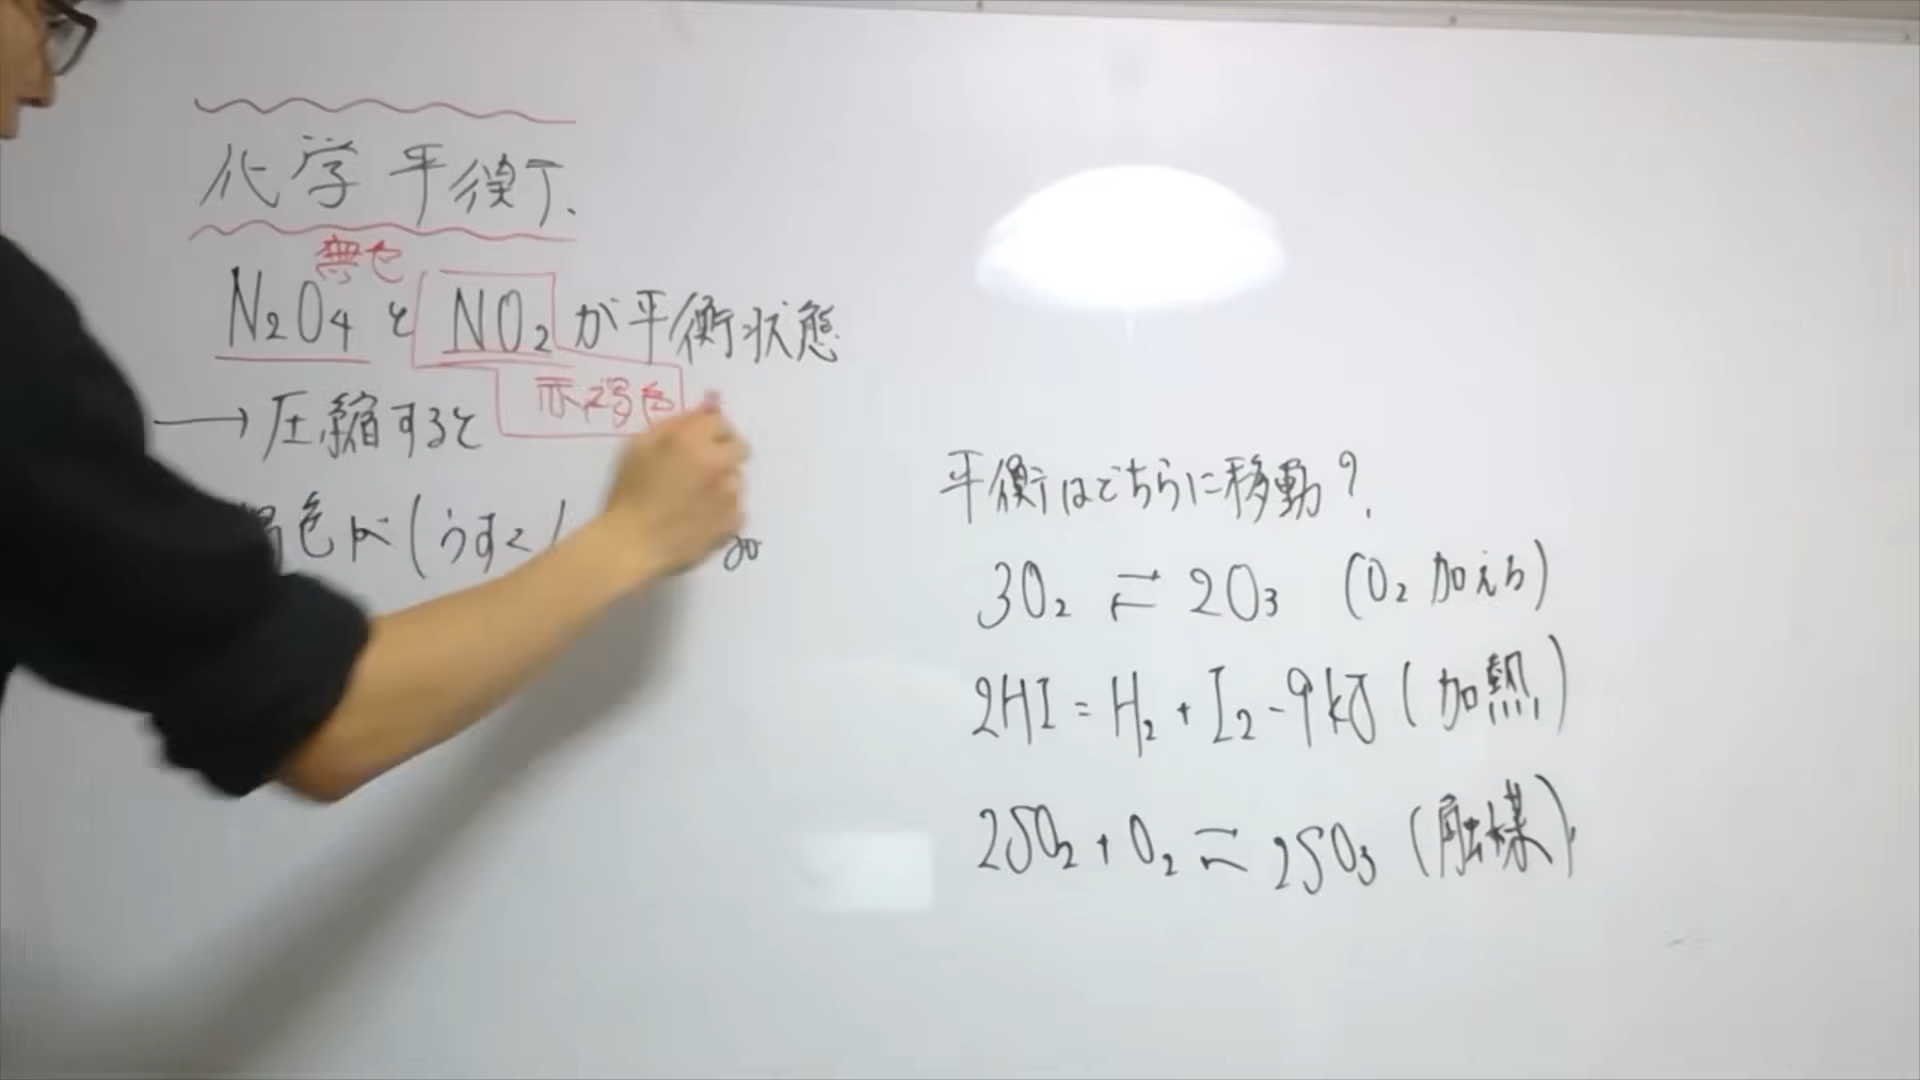 化学平衡.
無色
N₂O₄ と NO₂ が平衡状態
赤褐色
→ 圧縮すると
色が(うすく
平衡はどちらに移動?
3O₂ ⇄ 2O₃ (O₂ 加える)
2HI = H₂ + I₂ - 9kJ (加熱)
2SO₂ + O₂ ⇄ 2SO₃ (触媒)